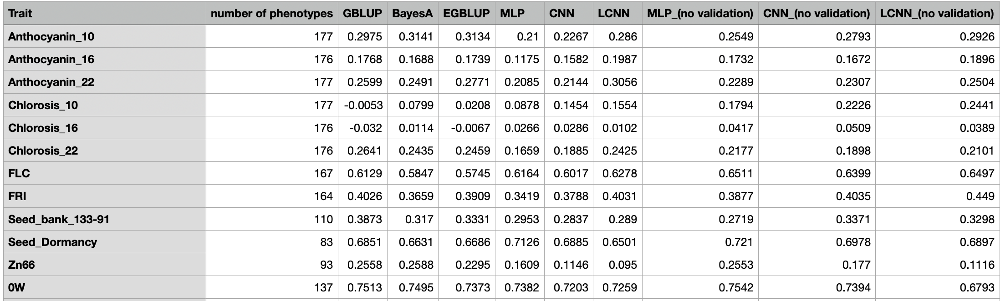 Trait number of phenotypes GBLUP BayesA EGBLUP MLP CNN LCNN MLP_(no validation) CNN_(no validation) LCNN_(no validation)
Anthocyanin_10 177 0.2975 0.3141 0.3134 0.21 0.2267 0.286 0.2549 0.2793 0.2926
Anthocyanin_16 176 0.1768 0.1688 0.1739 0.1175 0.1582 0.1987 0.1732 0.1672 0.1896
Anthocyanin_22 177 0.2599 0.2491 0.2771 0.2085 0.2144 0.3056 0.2289 0.2307 0.2504
Chlorosis_10 177 -0.0053 0.0799 0.0208 0.0878 0.1454 0.1554 0.1794 0.2226 0.2441
Chlorosis_16 176 -0.032 0.0114 -0.0067 0.0266 0.0286 0.0102 0.0417 0.0509 0.0389
Chlorosis_22 176 0.2641 0.2435 0.2459 0.1659 0.1885 0.2425 0.2177 0.1898 0.2101
FLC 167 0.6129 0.5847 0.5745 0.6164 0.6017 0.6278 0.6511 0.6399 0.6497
FRI 164 0.4026 0.3659 0.3909 0.3419 0.3788 0.4031 0.3877 0.4035 0.449
Seed_bank_133-91 110 0.3873 0.317 0.3331 0.2953 0.2837 0.289 0.2719 0.3371 0.3298
Seed_Dormancy 83 0.6851 0.6631 0.6686 0.7126 0.6885 0.6501 0.721 0.6978 0.6897
Zn66 93 0.2558 0.2588 0.2295 0.1609 0.1146 0.095 0.2553 0.177 0.1116
0W 137 0.7513 0.7495 0.7373 0.7382 0.7203 0.7259 0.7542 0.7394 0.6793